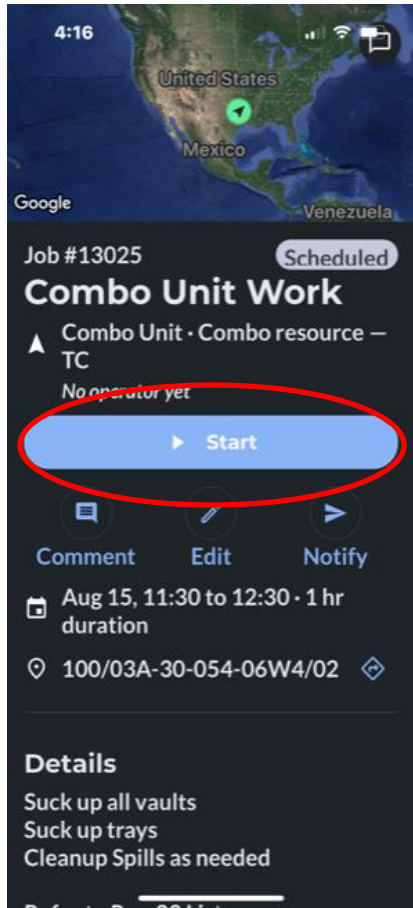 4:16
United States
Mexico
Google
Venezuela
Job #13025
Scheduled
Combo Unit Work
Combo Unit · Combo resource —
TC
No operator yet
Start
Comment Edit Notify
Aug 15, 11:30 to 12:30 · 1 hr
duration
100/03A-30-054-06W4/02
Details
Suck up all vaults
Suck up trays
Cleanup Spills as needed